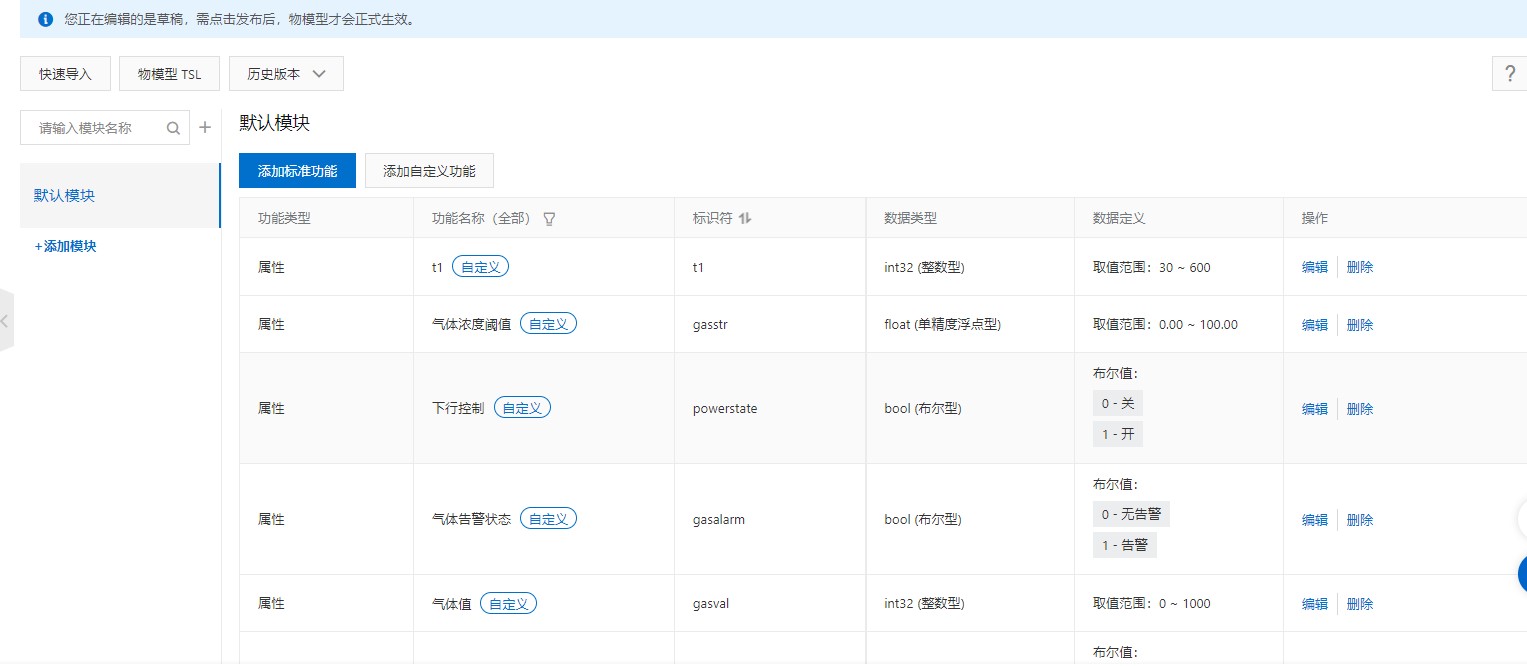 您正在编辑的是草稿，需点击发布后，物模型才会正式生效。
快速导入 物模型 TSL 历史版本 ?
请输入模块名称 +
默认模块
+添加模块
默认模块
添加标准功能 添加自定义功能
功能类型 功能名称（全部） 标识符 数据类型 数据定义 操作
属性 t1 自定义 t1 int32 (整数型) 取值范围：30 ~ 600 编辑 删除
属性 气体浓度阈值 自定义 gasstr float (单精度浮点型) 取值范围：0.00 ~ 100.00 编辑 删除
布尔值：
0 - 关
属性 下行控制 自定义 powerstate bool (布尔型) 编辑 删除
1 - 开
布尔值：
0 - 无告警
属性 气体告警状态 自定义 gasalarm bool (布尔型) 编辑 删除
1 - 告警
属性 气体值 自定义 gasval int32 (整数型) 取值范围：0 ~ 1000 编辑 删除
布尔值：